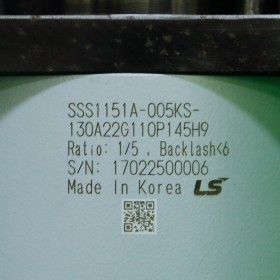 SSS1151A-005KS-
130A22G110P145H9
Ratio: 1/5 , Backlash<6
S/N: 17022500006
Made In Korea LS